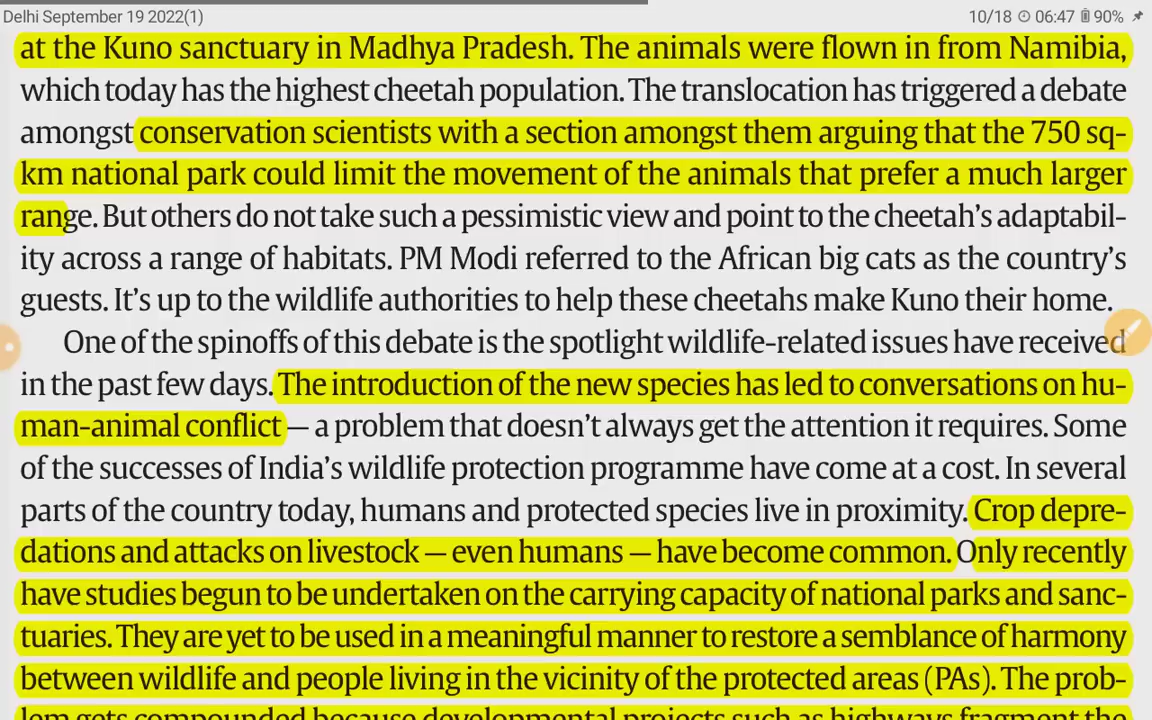 Delhi September 19 2022(1)
10/18 06:47 90%
at the Kuno sanctuary in Madhya Pradesh. The animals were flown in from Namibia,
which today has the highest cheetah population. The translocation has triggered a debate
amongst conservation scientists with a section amongst them arguing that the 750 sq-
km national park could limit the movement of the animals that prefer a much larger
range. But others do not take such a pessimistic view and point to the cheetah's adaptabil-
ity across a range of habitats. PM Modi referred to the African big cats as the country's
guests. It's up to the wildlife authorities to help these cheetahs make Kuno their home.
One of the spinoffs of this debate is the spotlight wildlife-related issues have received
in the past few days. The introduction of the new species has led to conversations on hu-
man-animal conflict — a problem that doesn't always get the attention it requires. Some
of the successes of India's wildlife protection programme have come at a cost. In several
parts of the country today, humans and protected species live in proximity. Crop depre-
dations and attacks on livestock — even humans — have become common. Only recently
have studies begun to be undertaken on the carrying capacity of national parks and sanc-
tuaries. They are yet to be used in a meaningful manner to restore a semblance of harmony
between wildlife and people living in the vicinity of the protected areas (PAs). The prob-
lem gets compounded because developmental projects such as highways fragment the